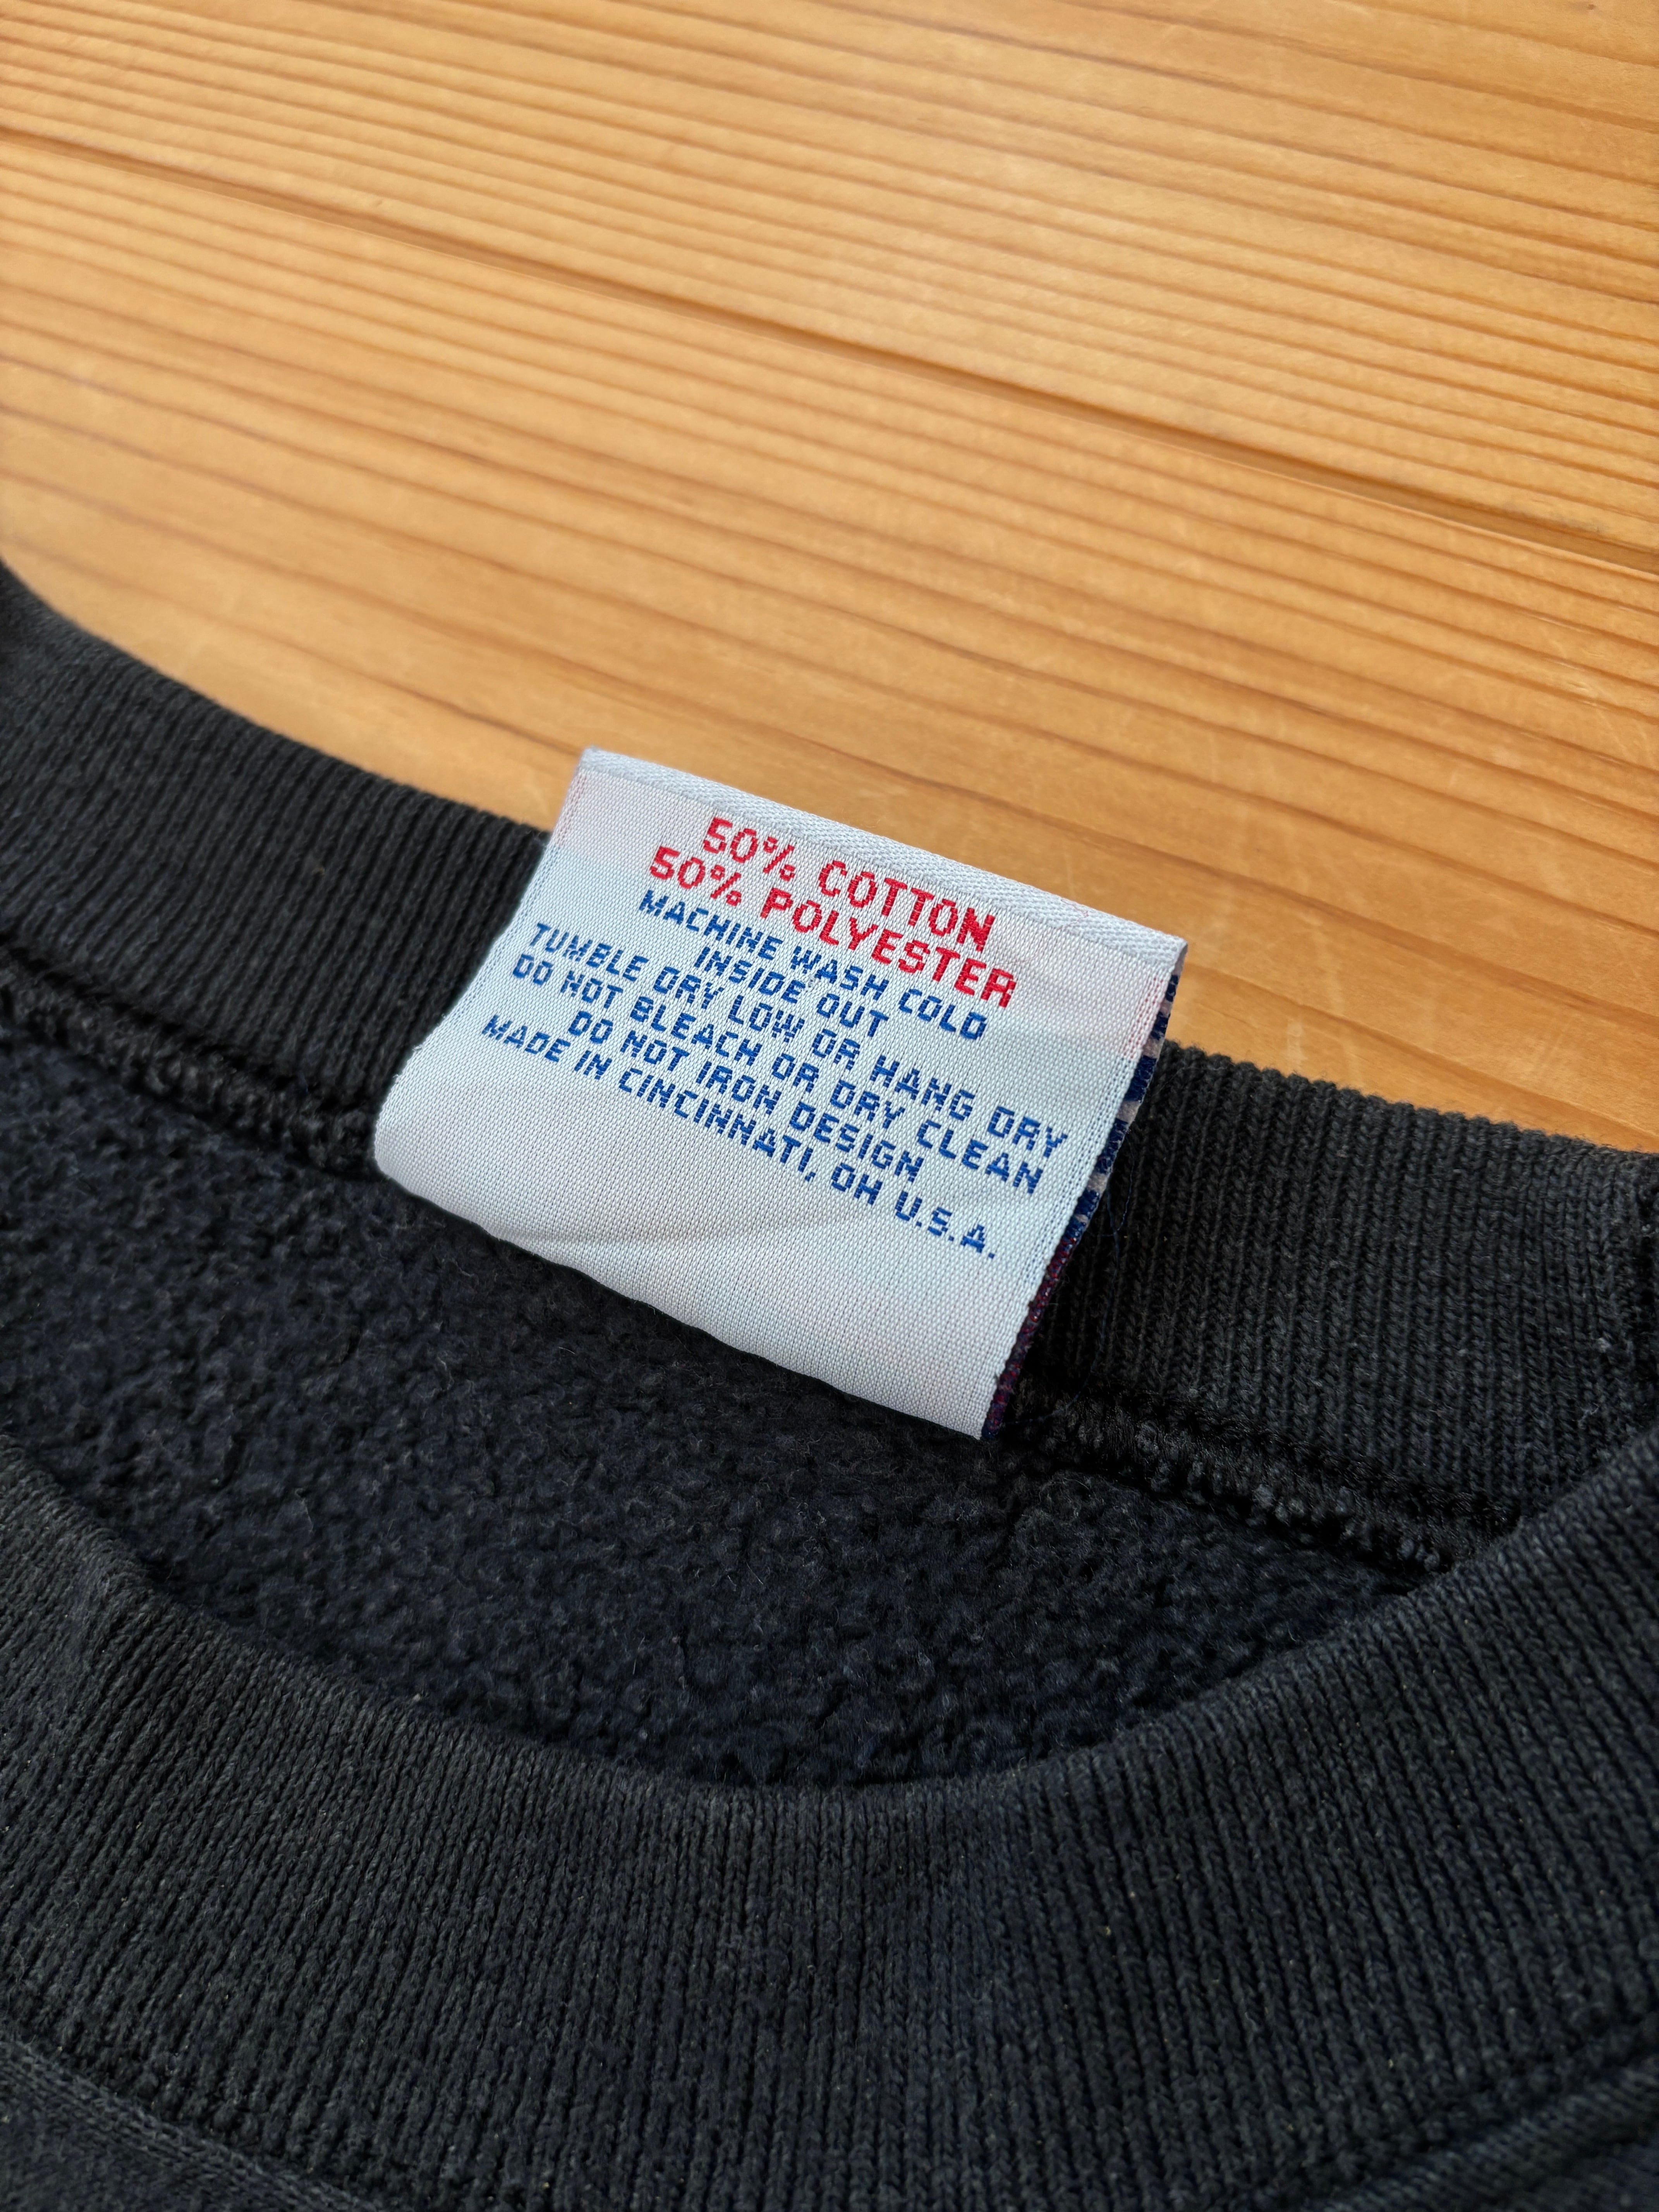 50% COTTON
50% POLYESTER
MACHINE WASH COLD
INSIDE OUT
TUMBLE DRY LOW OR HANG DRY
DO NOT BLEACH OR DRY CLEAN
DO NOT IRON DESIGN
MADE IN CINCINNATI, OH U.S.A.